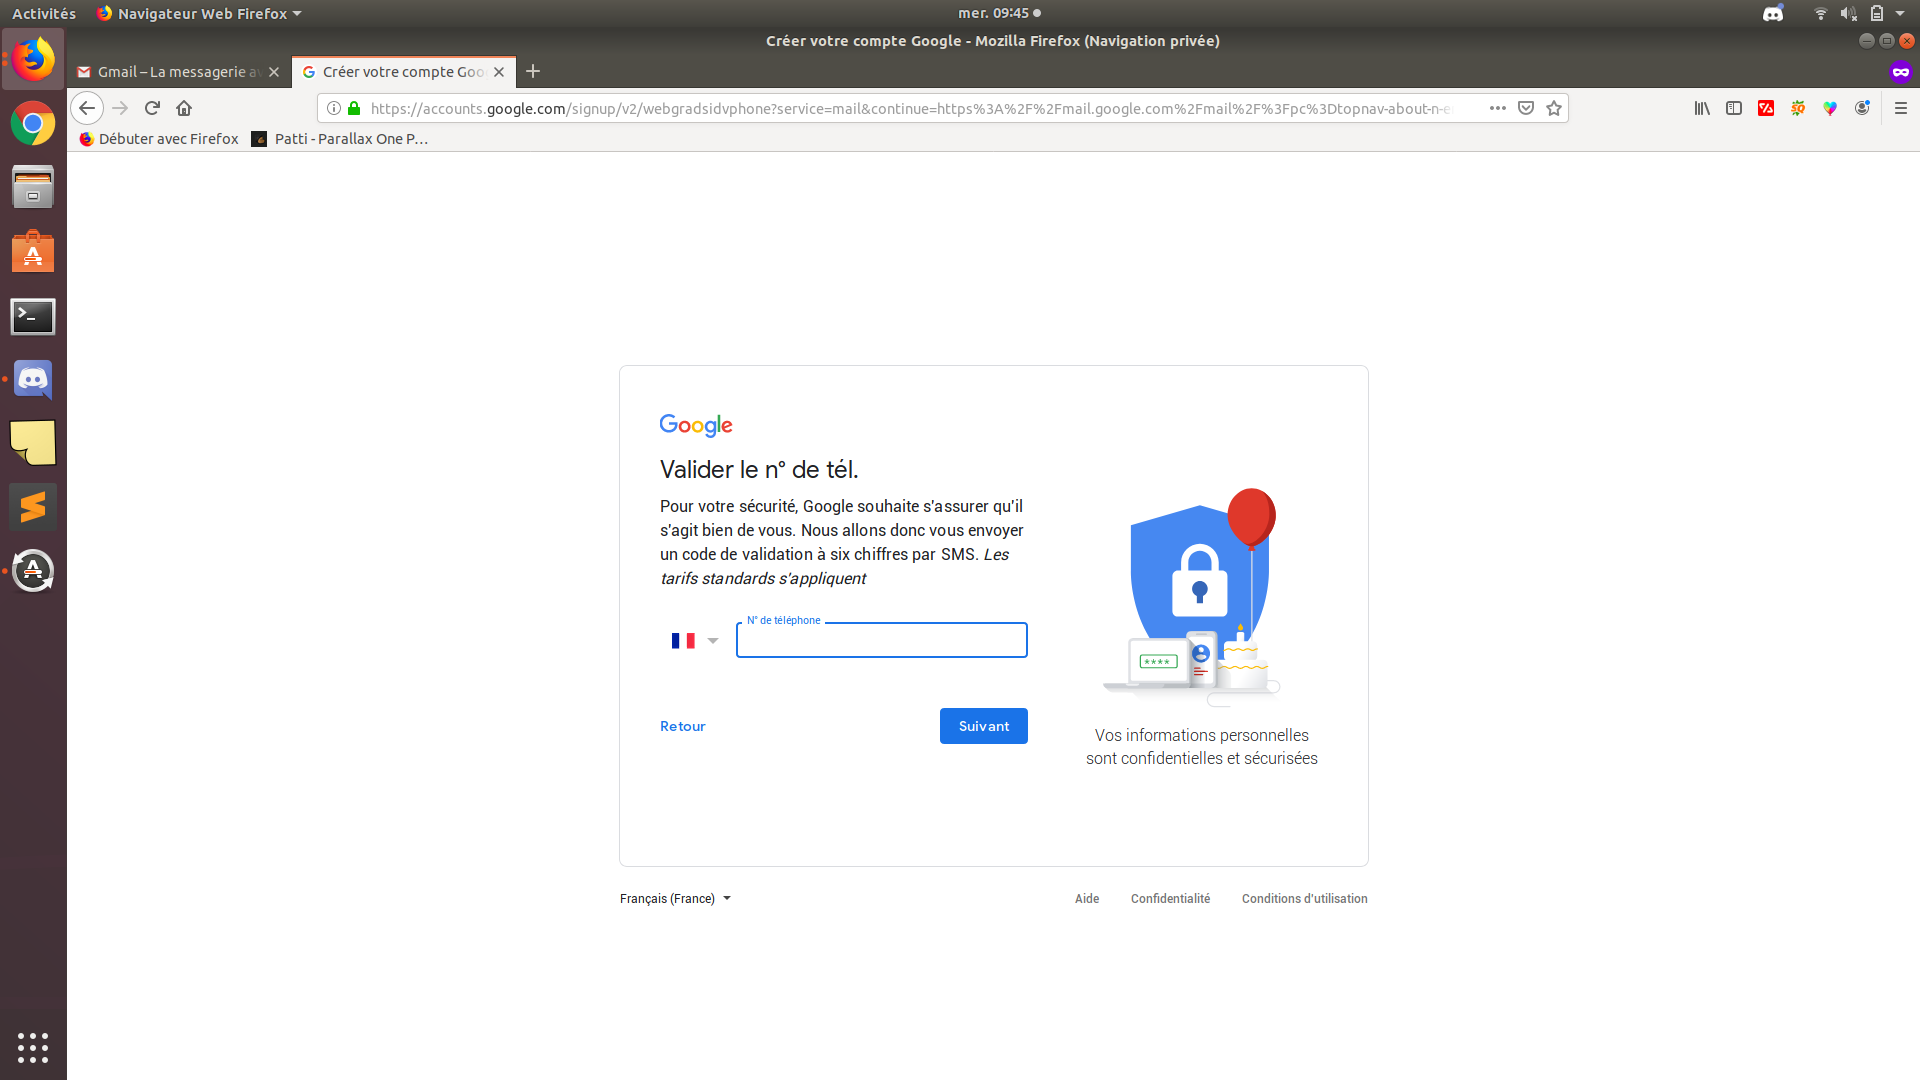 Activités
Navigateur Web Firefox
mer. 09:45
Créer votre compte Google - Mozilla Firefox (Navigation privée)
Gmail – La messagerie av
Créer votre compte Goo
https://accounts.google.com/signup/v2/webgradsidvphone?service=mail&continue=https%3A%2F%2Fmail.google.com%2Fmail%2F%3Fpc%3Dtopnav-about-n-e
Débuter avec Firefox
Patti - Parallax One P…
Google
Valider le n° de tél.
Pour votre sécurité, Google souhaite s'assurer qu'il
s'agit bien de vous. Nous allons donc vous envoyer
un code de validation à six chiffres par SMS. Les
tarifs standards s'appliquent
N° de téléphone
Retour
Suivant
****
Vos informations personnelles
sont confidentielles et sécurisées
Français (France)
Aide
Confidentialité
Conditions d'utilisation